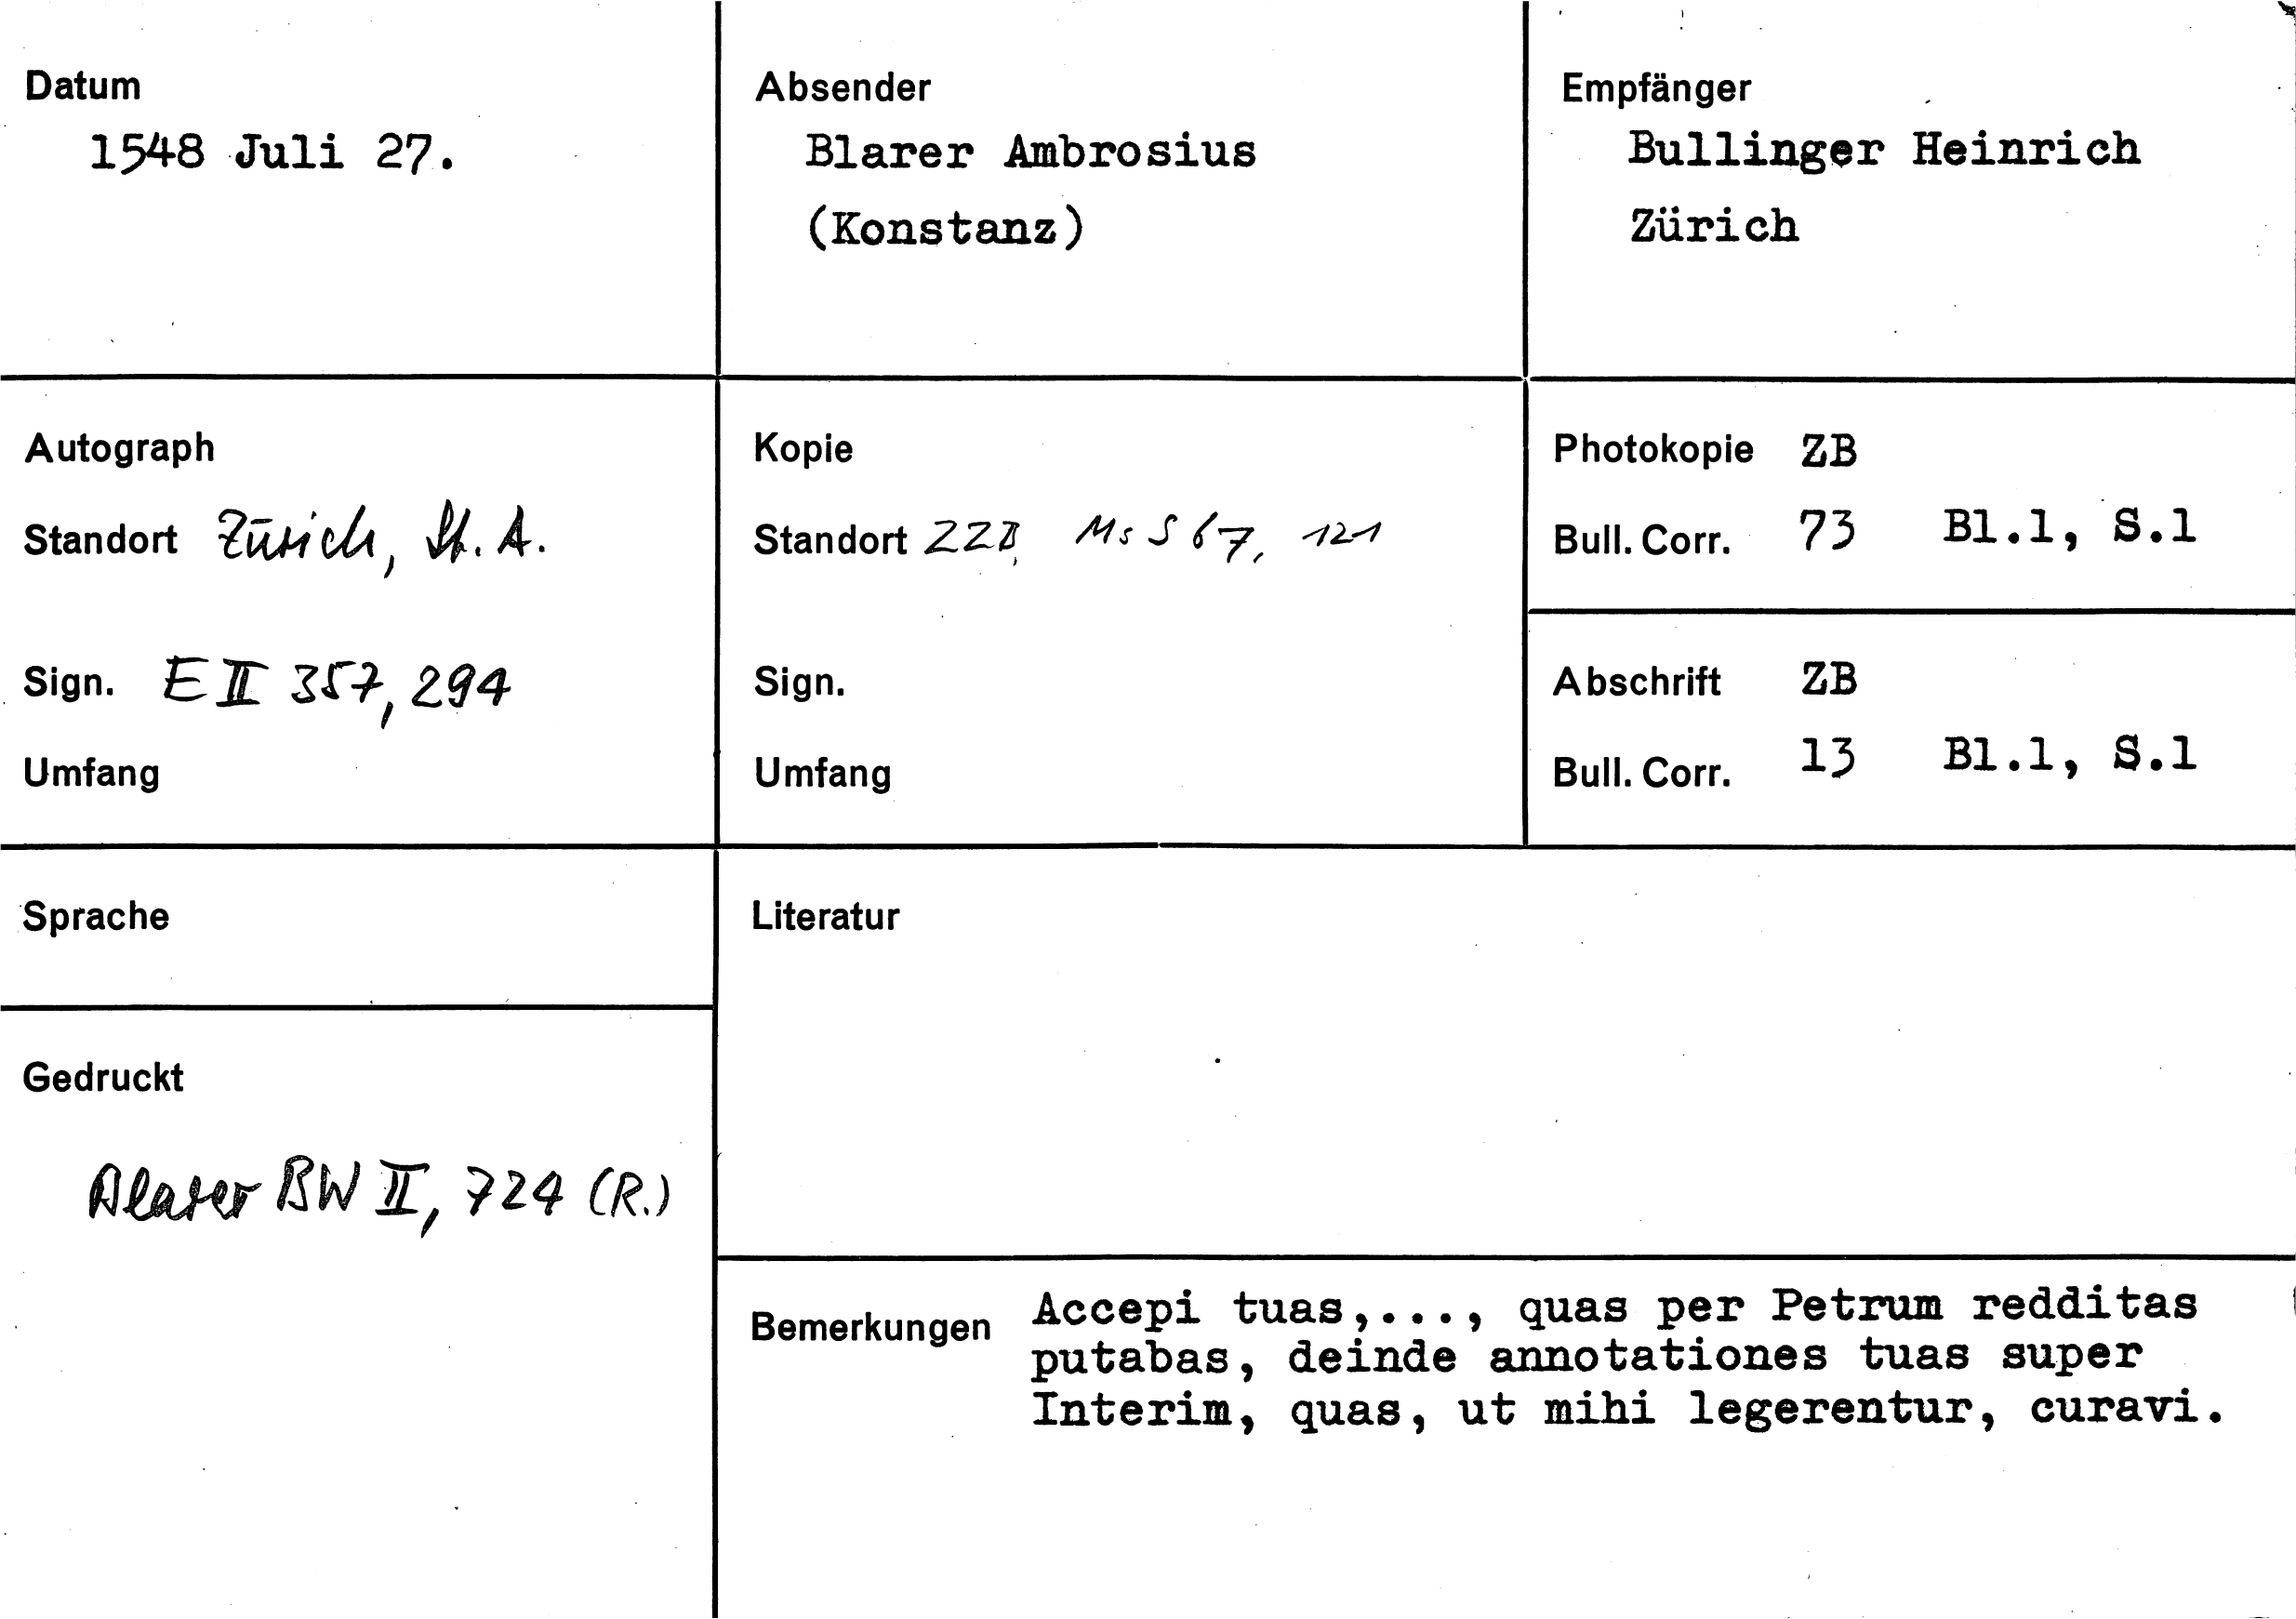 Datum
1548 Juli 27.
Absender
Blarer Ambrosius
(Konstanz)
Empfänger
Bullinger Heinrich
Zürich
Autograph
Standort Zürich, St. A.
Sign. E II 357, 294
Umfang
Kopie
Standort ZZB, Ms S 67, 121
Sign.
Umfang
Photokopie ZB
Bull. Corr. 73 Bl.1, S.1
Abschrift ZB
Bull. Corr. 13 Bl.1, S.1
Sprache
Literatur
Gedruckt
Blarer BW II, 724 (R.)
Bemerkungen Accepi tuas,..., quas per Petrum redditas
putabas, deinde annotationes tuas super
Interim, quas, ut mihi legerentur, curavi.